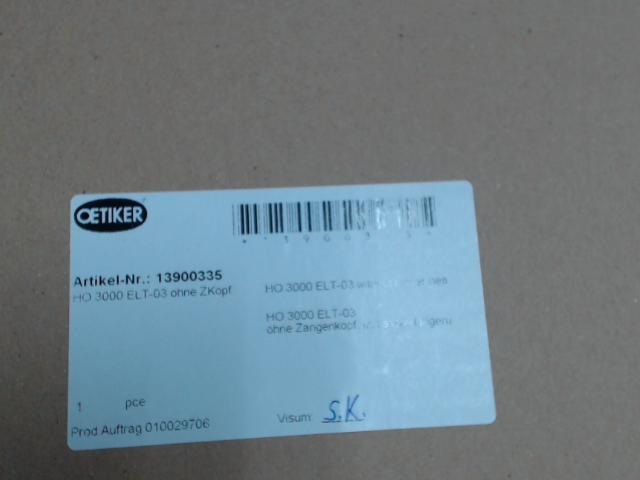 OETIKER
Artikel-Nr.: 13900335
HO 3000 ELT-03 ohne ZKopf
HO 3000 ELT-03
HO 3000 ELT-03
ohne Zangenkopf
1 pce
Prod.Auftrag 010029706
Visum: S.K.